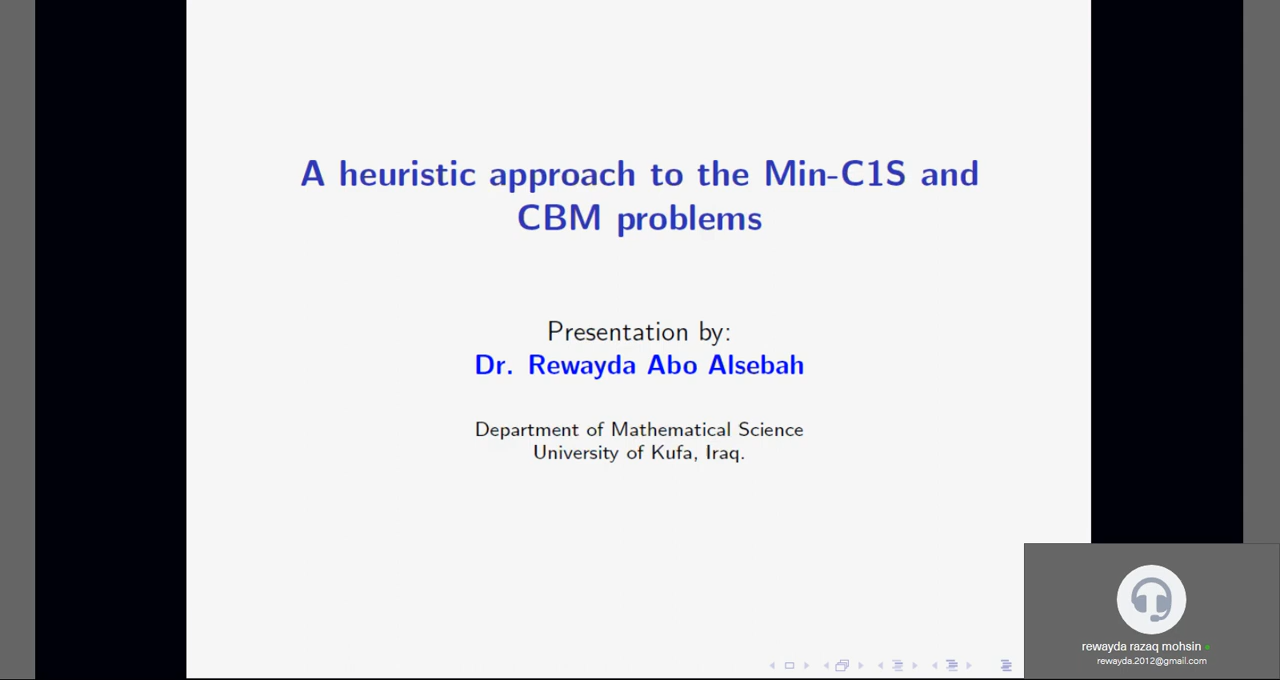 A heuristic approach to the Min-C1S and
CBM problems
Presentation by:
Dr. Rewayda Abo Alsebah
Department of Mathematical Science
University of Kufa, Iraq.
rewayda razaq mohsin
rewayda.2012@gmail.com